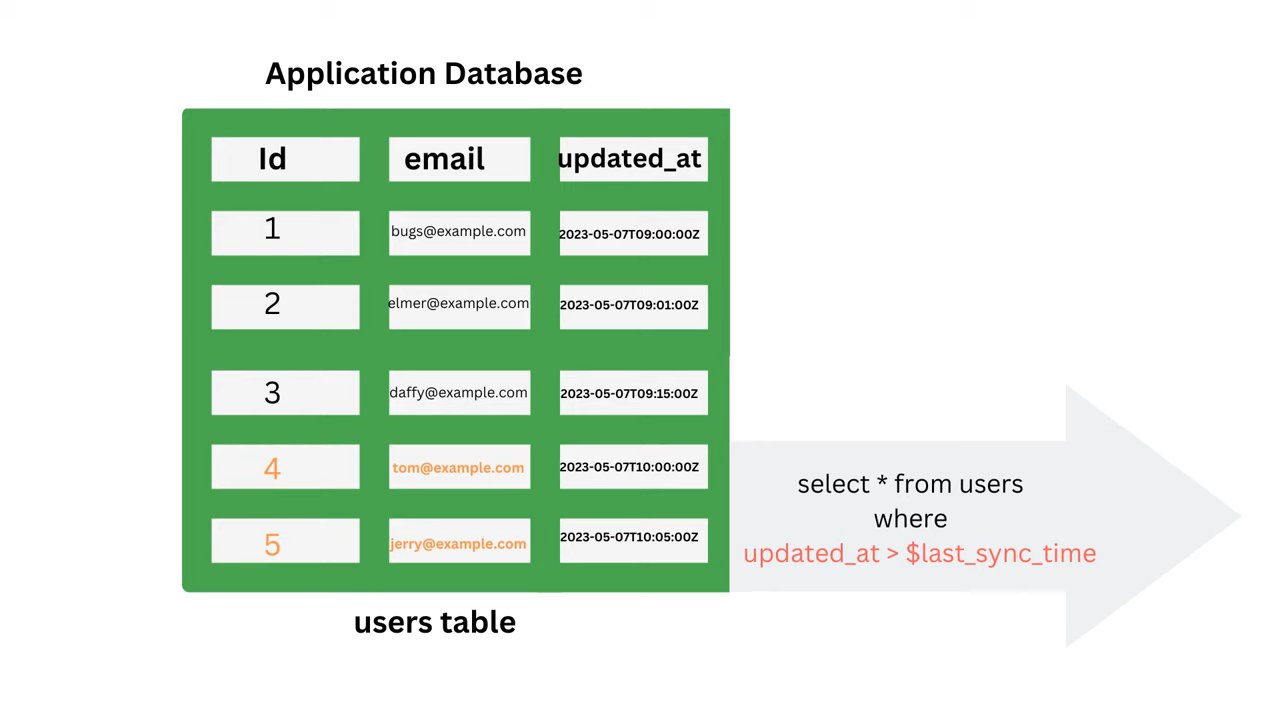 Application Database
Id email updated_at
1 bugs@example.com 2023-05-07T09:00:00Z
2 elmer@example.com 2023-05-07T09:01:00Z
3 daffy@example.com 2023-05-07T09:15:00Z
4 tom@example.com 2023-05-07T10:00:00Z
5 jerry@example.com 2023-05-07T10:05:00Z
users table
select * from users
where
updated_at > $last_sync_time